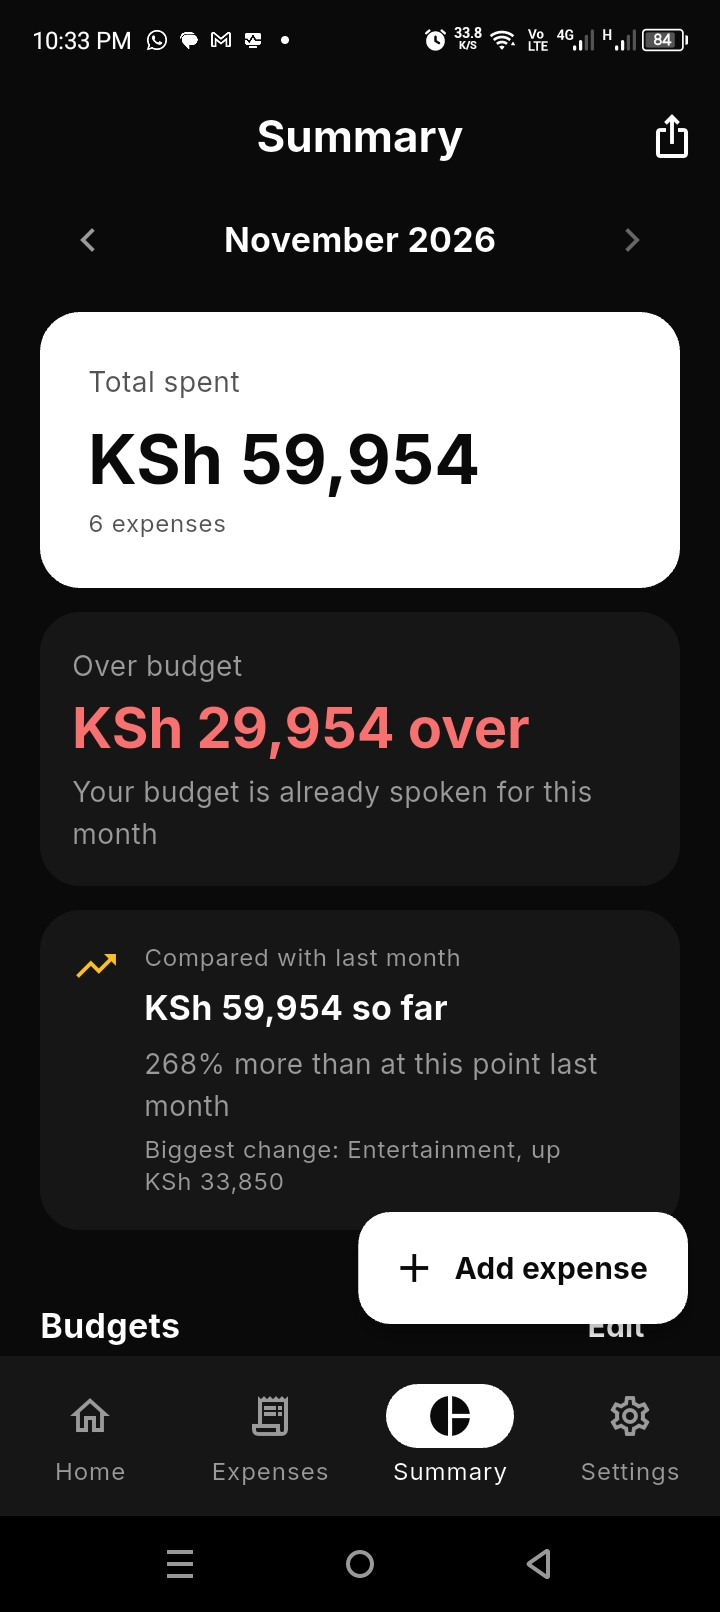 10:33 PM 33.8 K/S Vo LTE 4G H 84
Summary
November 2026
Total spent
KSh 59,954
6 expenses
Over budget
KSh 29,954 over
Your budget is already spoken for this
month
Compared with last month
KSh 59,954 so far
268% more than at this point last
month
Biggest change: Entertainment, up
KSh 33,850
Add expense
Budgets Edit
Home Expenses Summary Settings